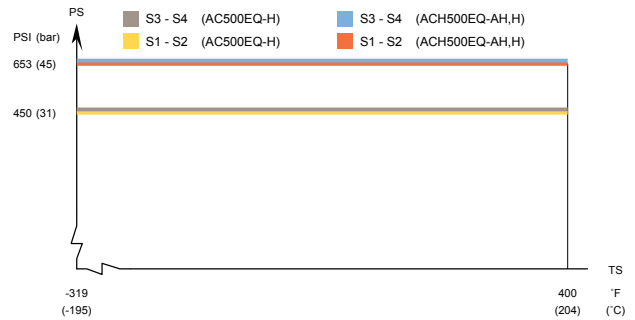 PS
S3 - S4 (AC500EQ-H) S3 - S4 (ACH500EQ-AH,H)
PSI (bar) S1 - S2 (AC500EQ-H) S1 - S2 (ACH500EQ-AH,H)
653 (45)
450 (31)
TS
-319 400 °F
(-195) (204) (°C)